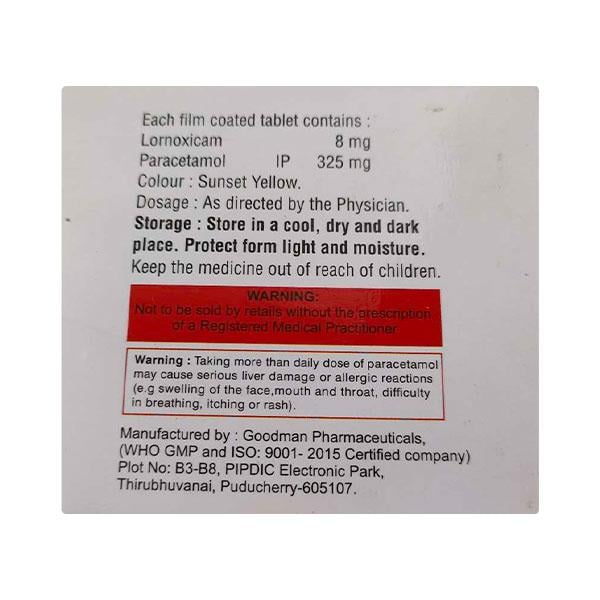 Each film coated tablet contains :
Lornoxicam 8 mg
Paracetamol IP 325 mg
Colour : Sunset Yellow.
Dosage : As directed by the Physician.
Storage : Store in a cool, dry and dark
place. Protect form light and moisture.
Keep the medicine out of reach of children.
WARNING:
Not to be sold by retails without the prescription
of a Registered Medical Practitioner
Warning : Taking more than daily dose of paracetamol
may cause serious liver damage or allergic reactions
(e.g swelling of the face,mouth and throat, difficulty
in breathing, itching or rash).
Manufactured by : Goodman Pharmaceuticals,
(WHO GMP and ISO: 9001- 2015 Certified company)
Plot No: B3-B8, PIPDIC Electronic Park,
Thirubhuvanai, Puducherry-605107.